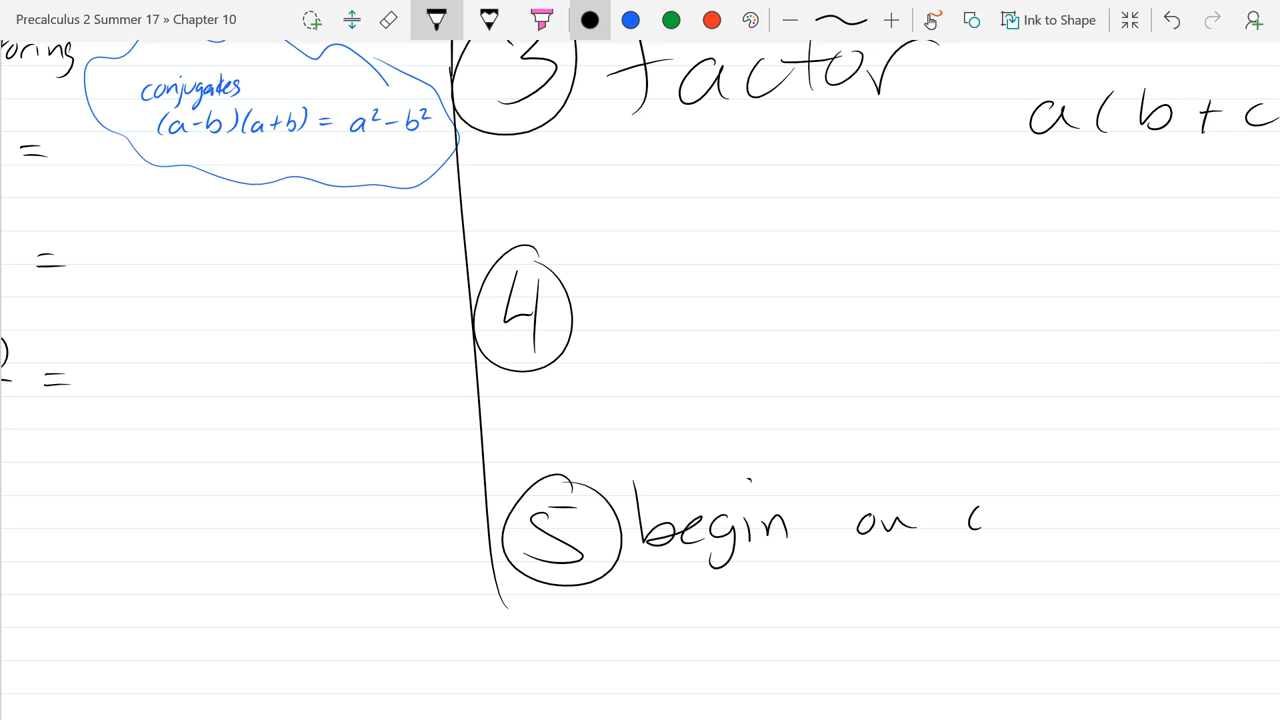 Precalculus 2 Summer 17 » Chapter 10
Ink to Shape
oring
conjugates
(a-b)(a+b) = a²-b²
=
=
=
3 factor
a(b+c
4
5 begin on